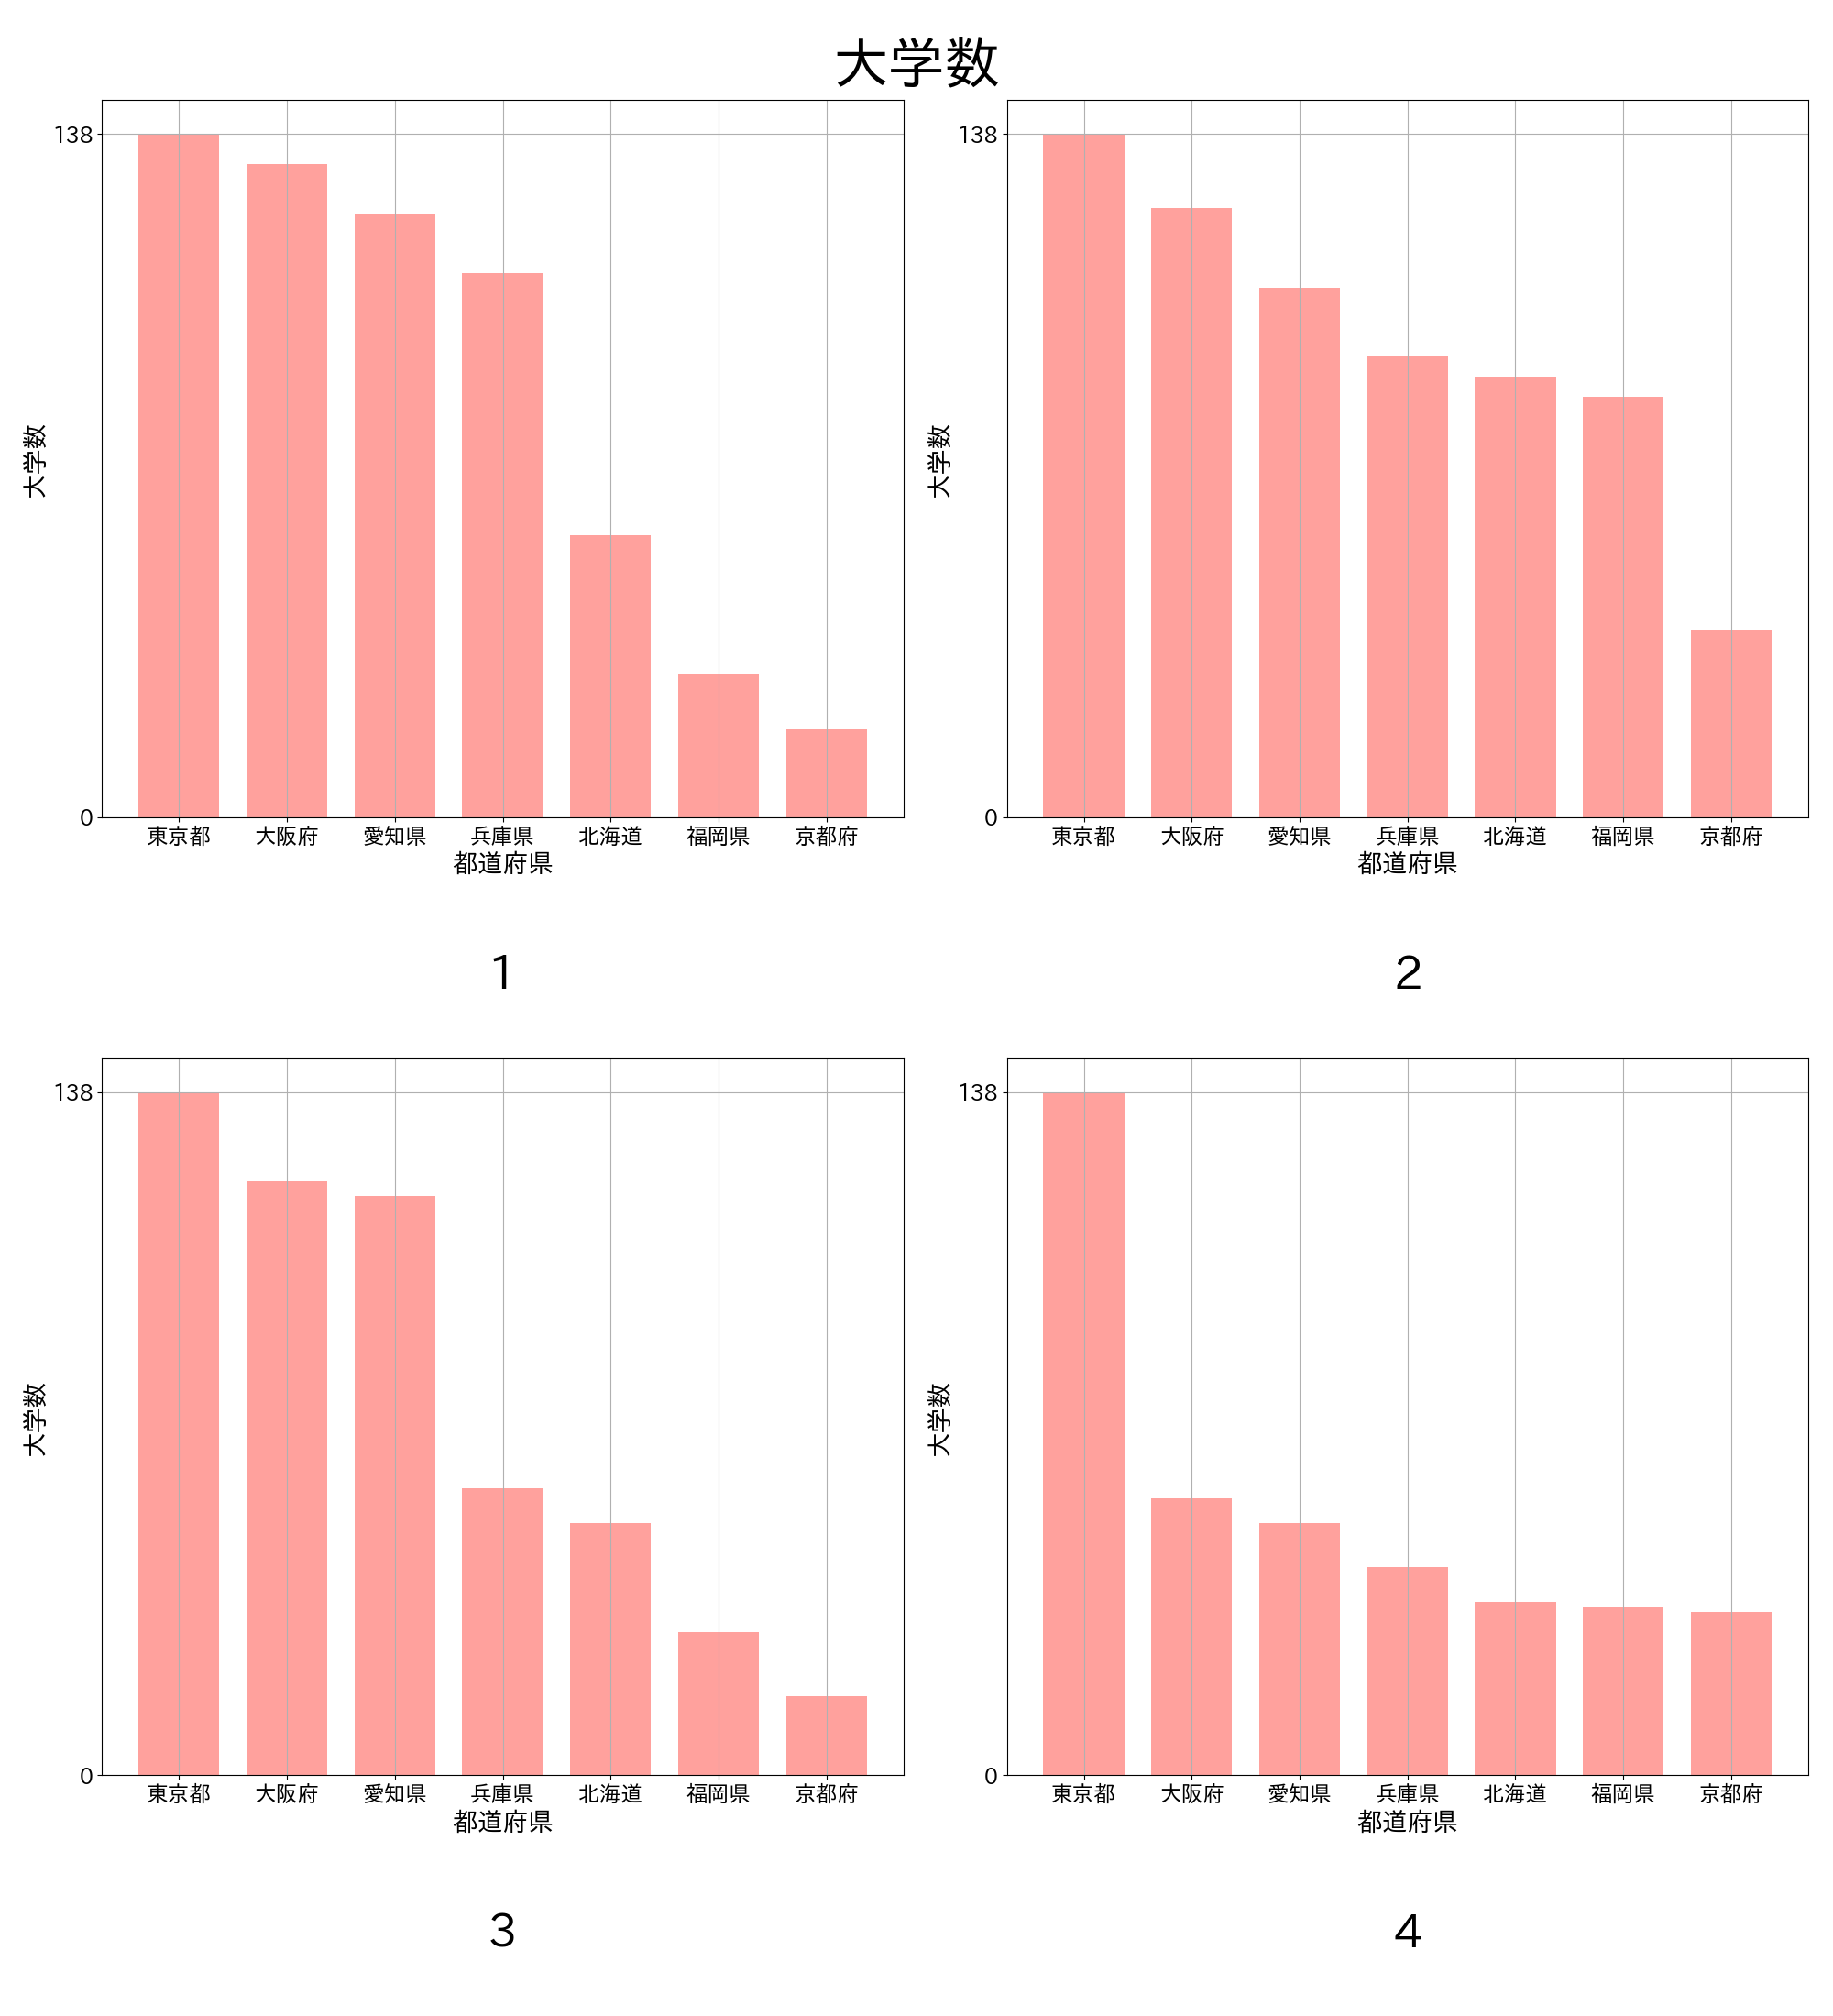 大学数
138
0
大学数
東京都 大阪府 愛知県 兵庫県 北海道 福岡県 京都府
都道府県
1
138
0
大学数
東京都 大阪府 愛知県 兵庫県 北海道 福岡県 京都府
都道府県
2
138
0
大学数
東京都 大阪府 愛知県 兵庫県 北海道 福岡県 京都府
都道府県
3
138
0
大学数
東京都 大阪府 愛知県 兵庫県 北海道 福岡県 京都府
都道府県
4